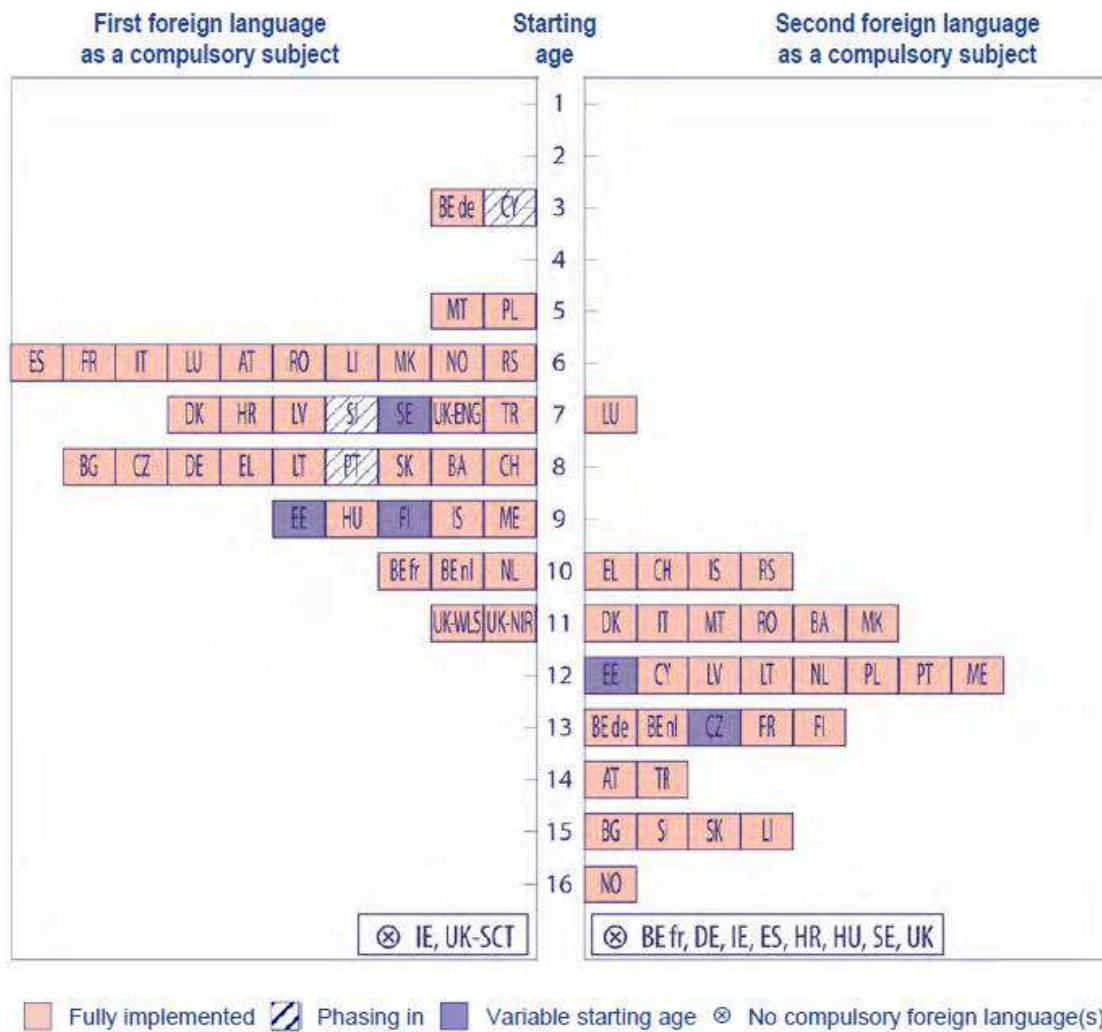 First foreign language Starting Second foreign language
as a compulsory subject age as a compulsory subject
1
2
BE de CY 3
4
MT PL 5
ES FR IT LU AT RO LI MK NO RS 6
DK HR LV SI SE UK-ENG TR 7 LU
BG CZ DE EL LT PT SK BA CH 8
EE HU FI IS ME 9
BE fr BE nl NL 10 EL CH IS RS
UK-WLS UK-NIR 11 DK IT MT RO BA MK
12 EE CY LV LT NL PL PT ME
13 BE de BE nl CZ FR FI
14 AT TR
15 BG SI SK LI
16 NO
⊗ IE, UK-SCT ⊗ BE fr, DE, IE, ES, HR, HU, SE, UK
Fully implemented Phasing in Variable starting age ⊗ No compulsory foreign language(s)